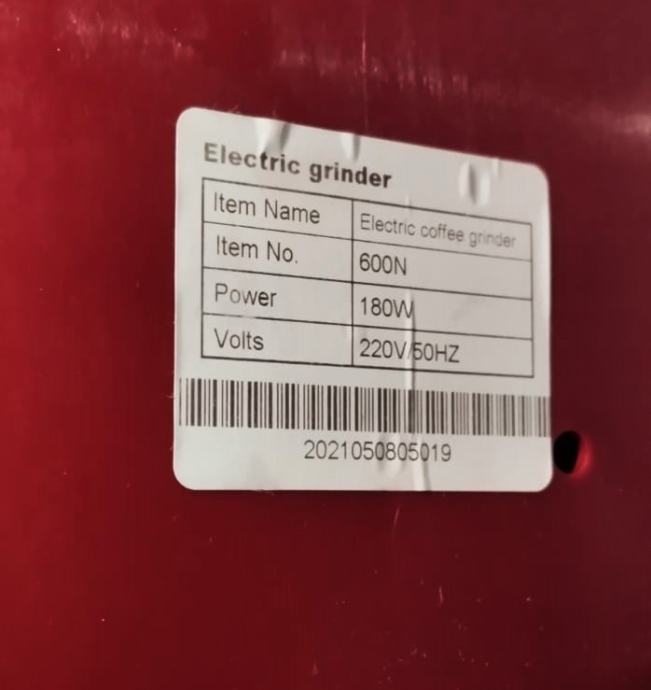 Electric grinder
Item Name Electric coffee grinder
Item No. 600N
Power 180W
Volts 220V/50HZ
2021050805019